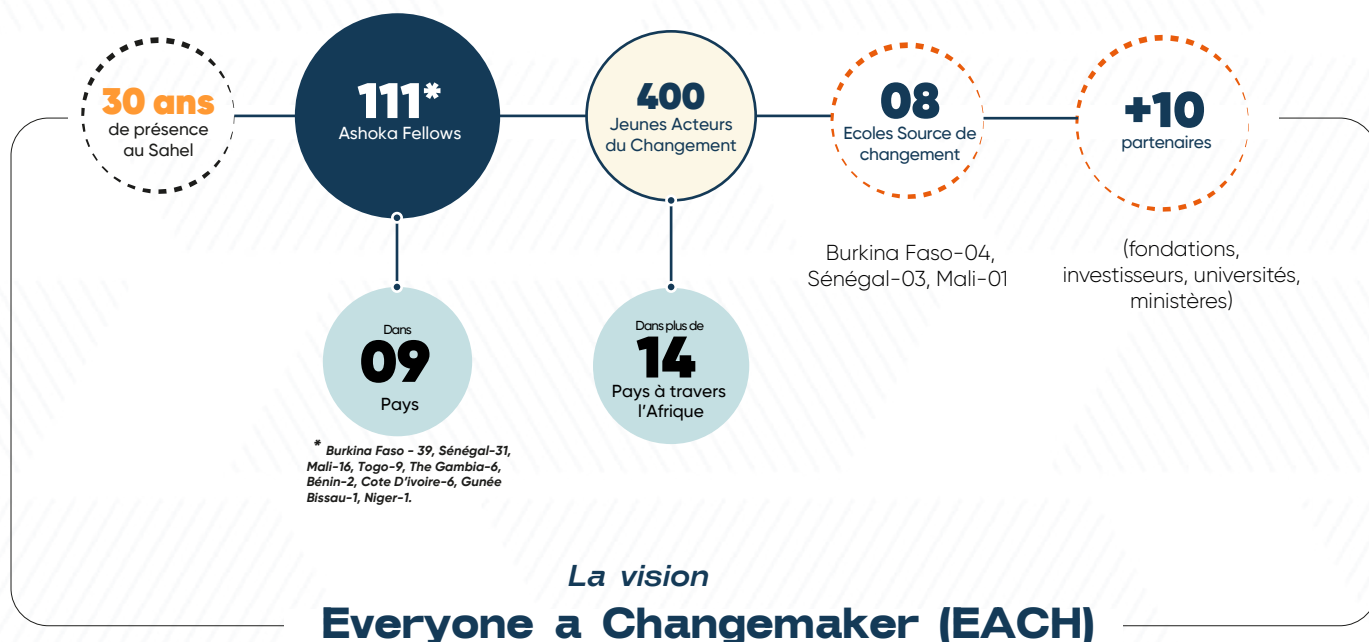 30 ans
de présence
au Sahel
111*
Ashoka Fellows
400
Jeunes Acteurs
du Changement
08
Ecoles Source de
changement
+10
partenaires
Burkina Faso-04,
Sénégal-03, Mali-01
(fondations,
investisseurs, universités,
ministères)
Dans
09
Pays
Dans plus de
14
Pays à travers
l'Afrique
* Burkina Faso - 39, Sénégal-31,
Mali-16, Togo-9, The Gambia-6,
Bénin-2, Cote D'ivoire-6, Gunée
Bissau-1, Niger-1.
La vision
Everyone a Changemaker (EACH)